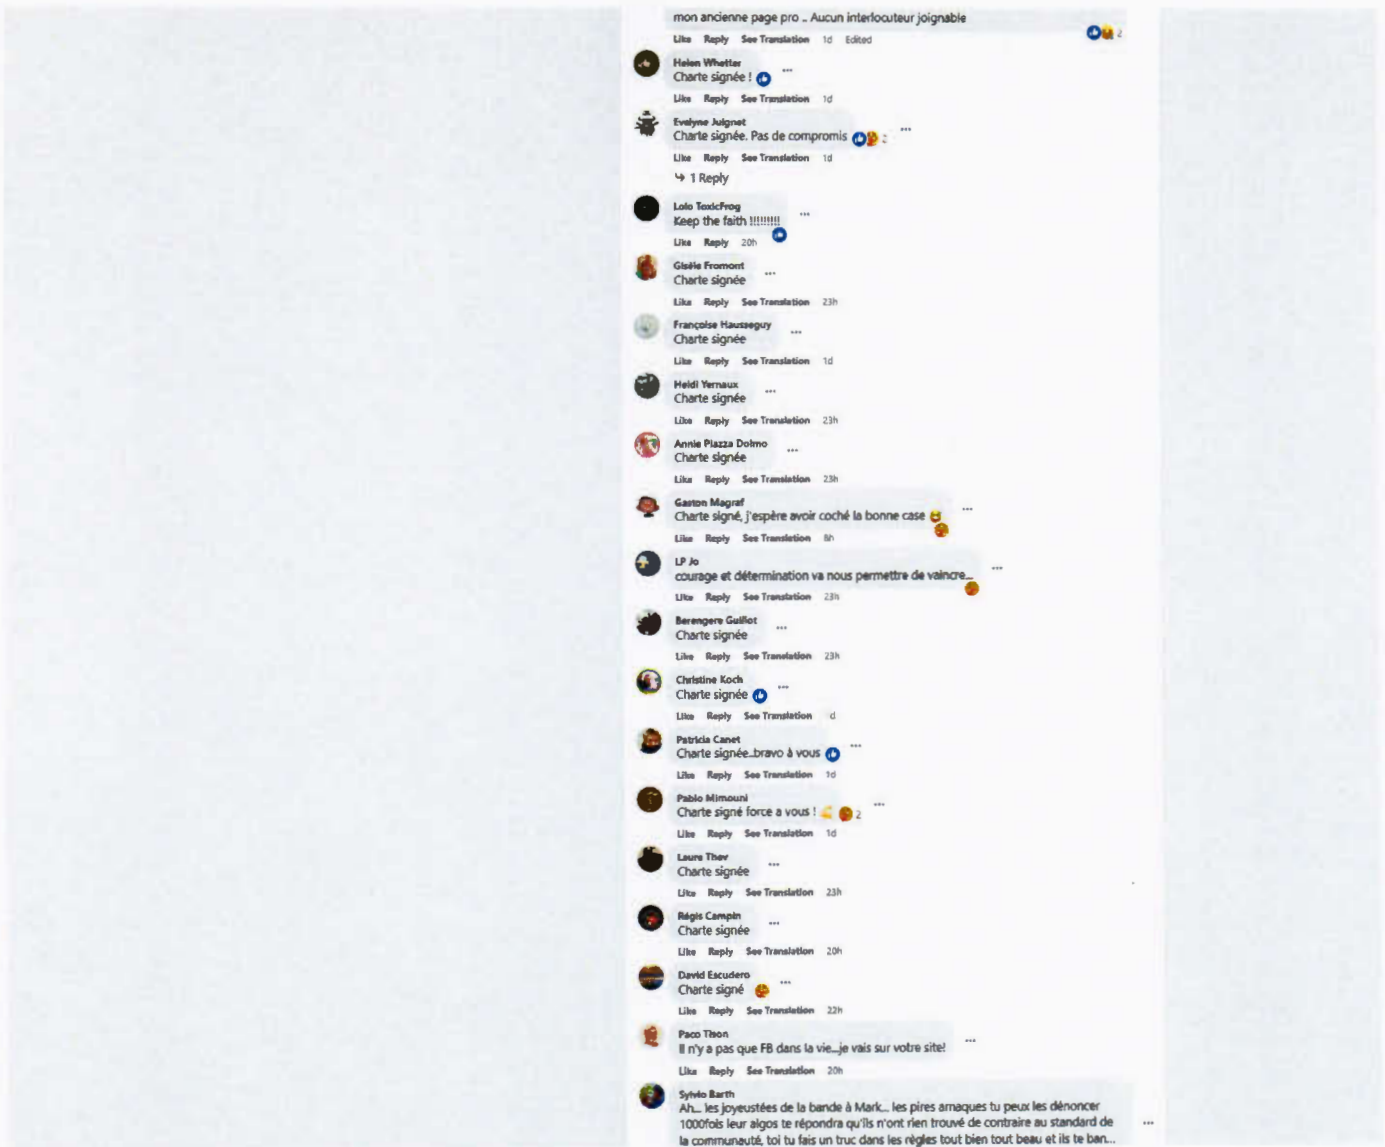 mon ancienne page pro .. Aucun interlocuteur joignable
Like Reply See Translation 1d Edited
2
Helen Whetter
Charte signée !
Like Reply See Translation 1d
Evelyne Juignet
Charte signée. Pas de compromis 2
Like Reply See Translation 1d
1 Reply
Lolo ToxicFrog
Keep the faith !!!!!!!!!
Like Reply 20h
Gisèle Fromont
Charte signée
Like Reply See Translation 23h
Françoise Hausseguy
Charte signée
Like Reply See Translation 1d
Heidi Yernaux
Charte signée
Like Reply See Translation 23h
Annie Piazza Dolmo
Charte signée
Like Reply See Translation 23h
Gaston Magraf
Charte signé, j'espère avoir coché la bonne case
Like Reply See Translation 8h
LP Jo
courage et détermination va nous permettre de vaincre...
Like Reply See Translation 23h
Berengere Guillot
Charte signée
Like Reply See Translation 23h
Christine Koch
Charte signée
Like Reply See Translation d
Patricia Canet
Charte signée..bravo à vous
Like Reply See Translation 1d
Pablo Mimouni
Charte signé force a vous ! 2
Like Reply See Translation 1d
Laure Thev
Charte signée
Like Reply See Translation 23h
Régis Campin
Charte signée
Like Reply See Translation 20h
David Escudero
Charte signé
Like Reply See Translation 22h
Paco Tison
Il n'y a pas que FB dans la vie...je vais sur votre site!
Like Reply See Translation 20h
Sylvio Barth
Ah... les joyeustées de la bande à Mark... les pires arnaques tu peux les dénoncer
1000fois leur algos te répondra qu'ils n'ont rien trouvé de contraire au standard de
la communauté, toi tu fais un truc dans les règles tout bien tout beau et ils te ban...